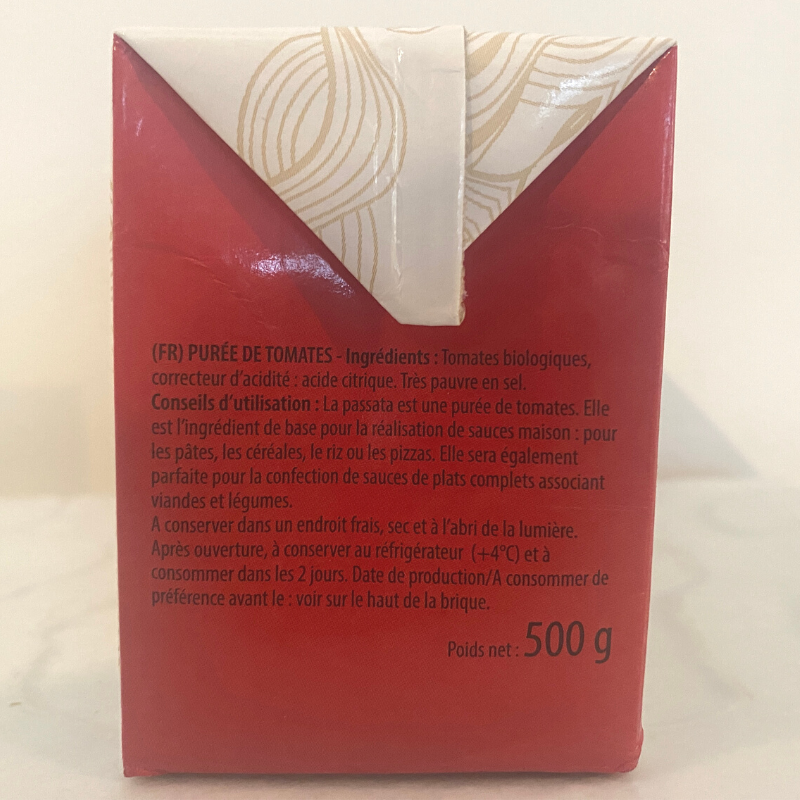 (FR) PURÉE DE TOMATES - Ingrédients : Tomates biologiques,
correcteur d'acidité : acide citrique. Très pauvre en sel.
Conseils d'utilisation : La passata est une purée de tomates. Elle
est l'ingrédient de base pour la réalisation de sauces maison : pour
les pâtes, les céréales, le riz ou les pizzas. Elle sera également
parfaite pour la confection de sauces de plats complets associant
viandes et légumes.
A conserver dans un endroit frais, sec et à l'abri de la lumière.
Après ouverture, à conserver au réfrigérateur (+4°C) et à
consommer dans les 2 jours. Date de production/A consommer de
préférence avant le : voir sur le haut de la brique.
Poids net : 500 g